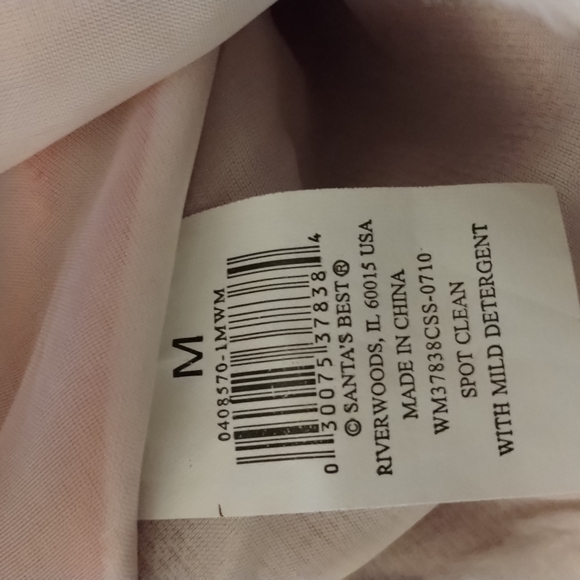 M
0408570-1MWM
0 30075 37838 4
© SANTA'S BEST ®
RIVERWOODS, IL 60015 USA
MADE IN CHINA
WM37838CSS-0710
SPOT CLEAN
WITH MILD DETERGENT